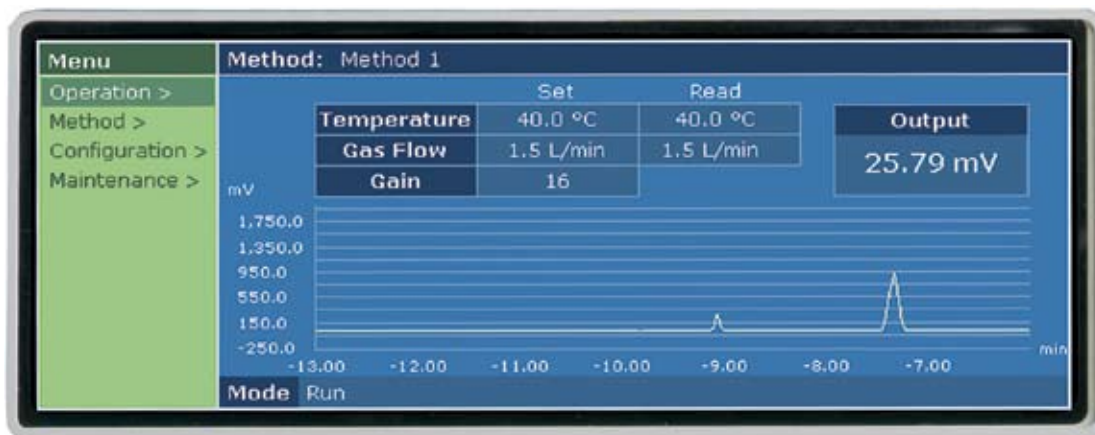 Menu
Operation >
Method >
Configuration >
Maintenance >
Method: Method 1
Set Read
Temperature 40.0 ºC 40.0 ºC
Gas Flow 1.5 L/min 1.5 L/min
Gain 16
Output
25.79 mV
mV
1,750.0
1,350.0
950.0
550.0
150.0
-250.0
-13.00 -12.00 -11.00 -10.00 -9.00 -8.00 -7.00
min
Mode Run